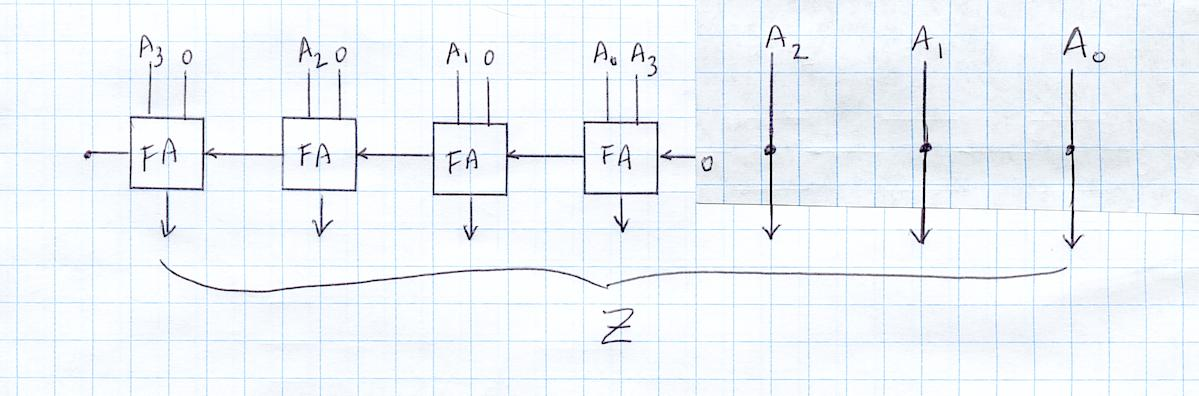 A₃ 0 A₂ 0 A₁ 0 A₀ A₃ A₂ A₁ A₀
FA FA FA FA 0
Z